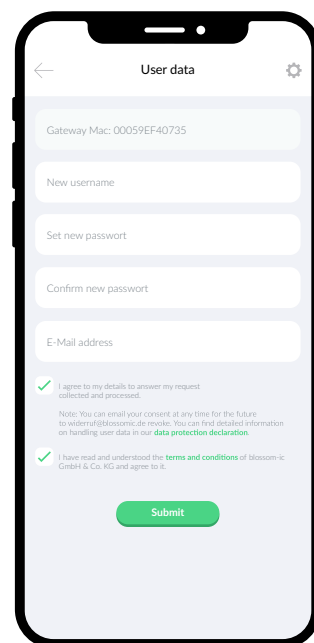 User data
Gateway Mac: 00059EF40735
New username
Set new passwort
Confirm new passwort
E-Mail address
I agree to my details to answer my request
collected and processed.
Note: You can email your consent at any time for the future
to widerruf@blossomic.de revoke. You can find detailed information
on handling user data in our data protection declaration.
I have read and understood the terms and conditions of blossom-ic
GmbH & Co. KG and agree to it.
Submit